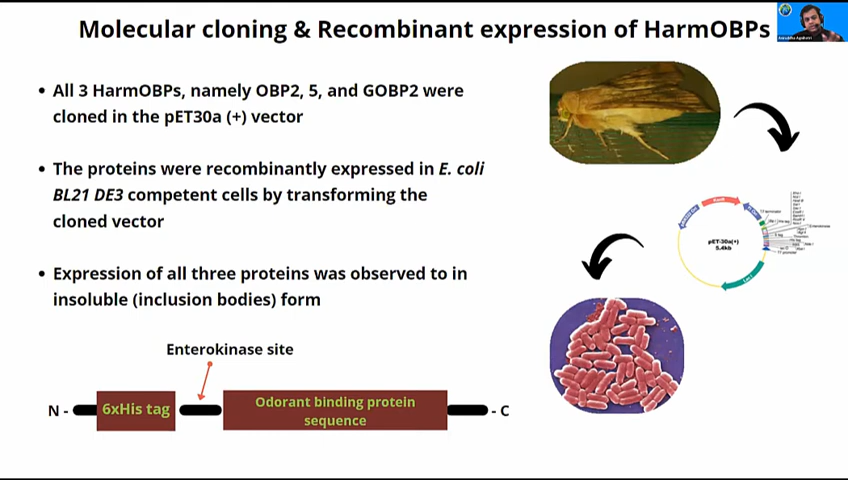 Molecular cloning & Recombinant expression of HarmOBPs
• All 3 HarmOBPs, namely OBP2, 5, and GOBP2 were
cloned in the pET30a (+) vector
• The proteins were recombinantly expressed in E. coli
BL21 DE3 competent cells by transforming the
cloned vector
• Expression of all three proteins was observed to in
insoluble (inclusion bodies) form
pET-30a(+)
5.4kb
Enterokinase site
N -
6xHis tag
Odorant binding protein
sequence
- C